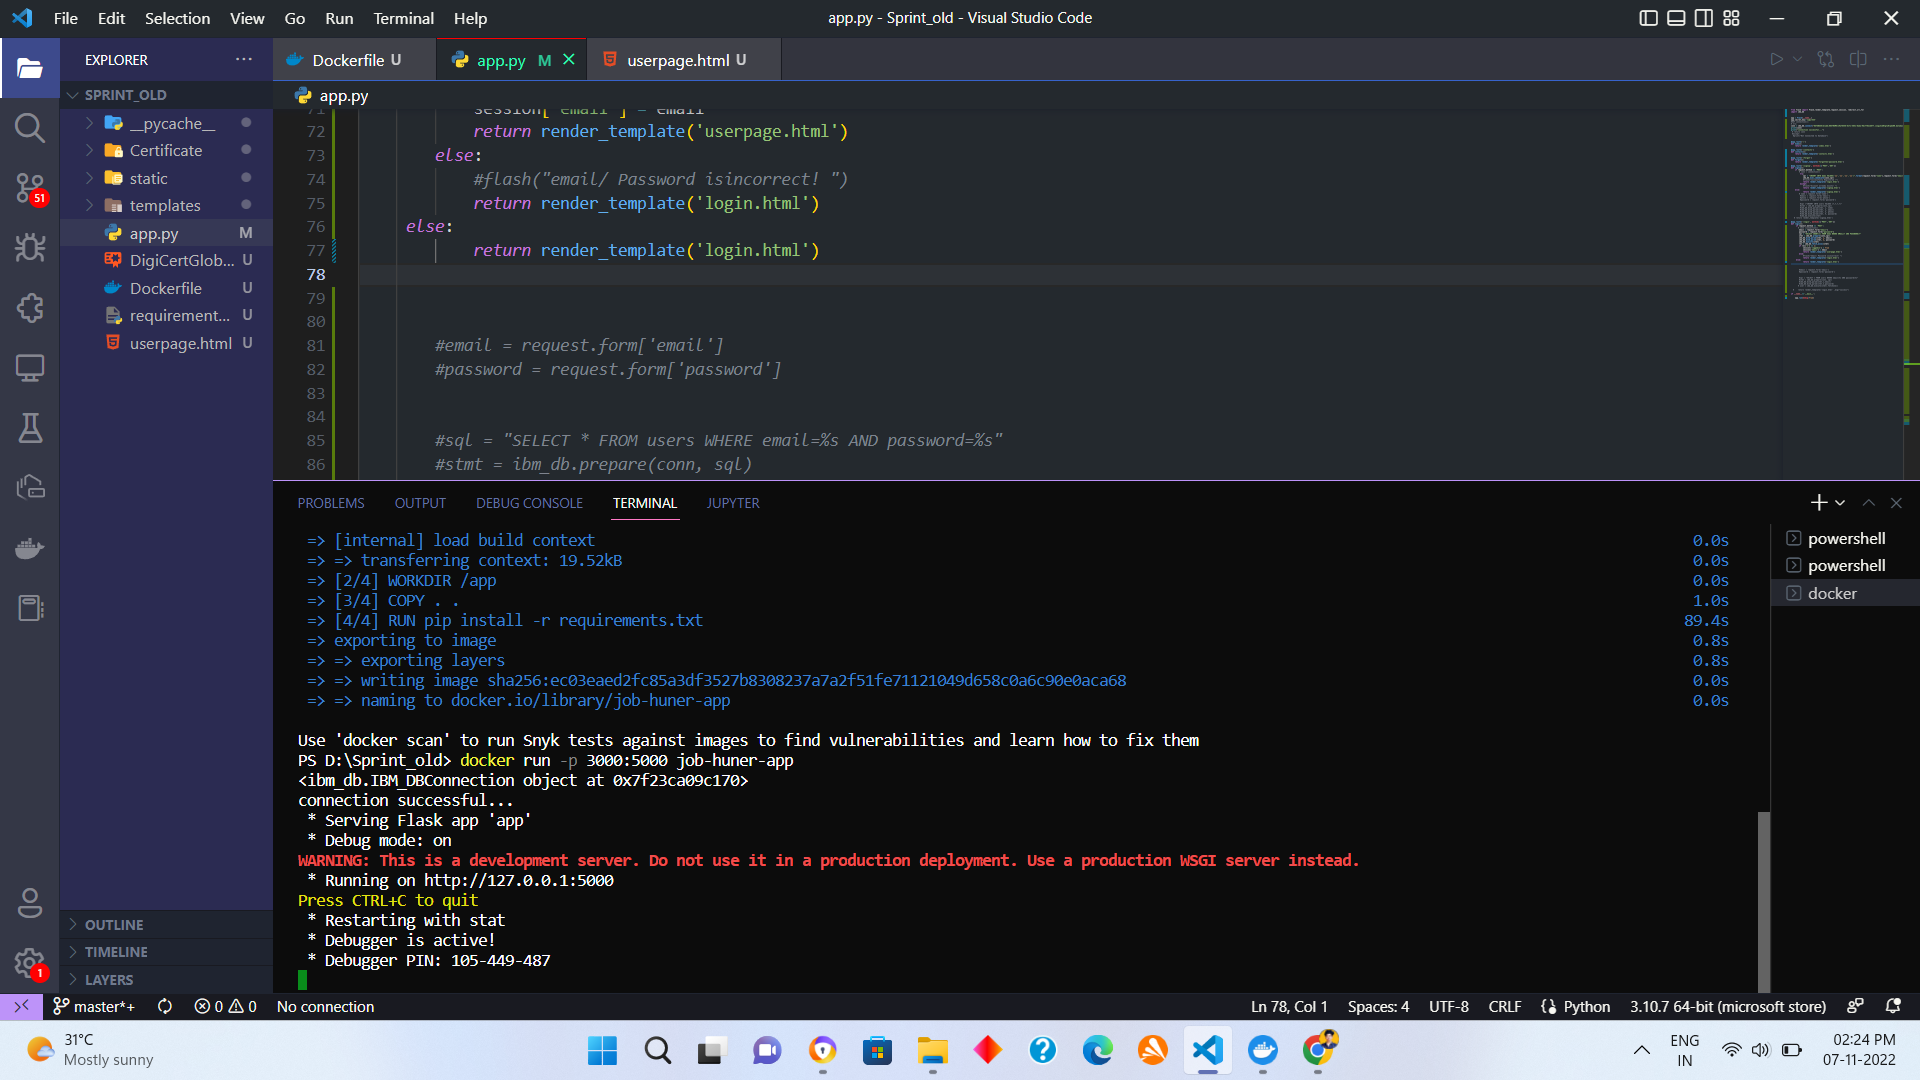 File Edit Selection View Go Run Terminal Help
app.py - Sprint_old - Visual Studio Code
EXPLORER
SPRINT_OLD
__pycache__
Certificate
static
templates
app.py M
DigiCertGlob... U
Dockerfile U
requirement... U
userpage.html U
OUTLINE
TIMELINE
LAYERS
51
1
Dockerfile U
app.py M
userpage.html U
app.py
71 session['email'] = email
72 return render_template('userpage.html')
73 else:
74 #flash("email/ Password isincorrect! ")
75 return render_template('login.html')
76 else:
77 return render_template('login.html')
78
79
80
81 #email = request.form['email']
82 #password = request.form['password']
83
84
85 #sql = "SELECT * FROM users WHERE email=%s AND password=%s"
86 #stmt = ibm_db.prepare(conn, sql)
PROBLEMS OUTPUT DEBUG CONSOLE TERMINAL JUPYTER
=> [internal] load build context 0.0s
=> => transferring context: 19.52kB 0.0s
=> [2/4] WORKDIR /app 0.0s
=> [3/4] COPY . . 1.0s
=> [4/4] RUN pip install -r requirements.txt 89.4s
=> exporting to image 0.8s
=> => exporting layers 0.8s
=> => writing image sha256:ec03eaed2fc85a3df3527b8308237a7a2f51fe71121049d658c0a6c90e0aca68 0.0s
=> => naming to docker.io/library/job-huner-app 0.0s
Use 'docker scan' to run Snyk tests against images to find vulnerabilities and learn how to fix them
PS D:\Sprint_old> docker run -p 3000:5000 job-huner-app
<ibm_db.IBM_DBConnection object at 0x7f23ca09c170>
connection successful...
* Serving Flask app 'app'
* Debug mode: on
WARNING: This is a development server. Do not use it in a production deployment. Use a production WSGI server instead.
* Running on http://127.0.0.1:5000
Press CTRL+C to quit
* Restarting with stat
* Debugger is active!
* Debugger PIN: 105-449-487
powershell
powershell
docker
master*+ 0 0 No connection
Ln 78, Col 1 Spaces: 4 UTF-8 CRLF Python 3.10.7 64-bit (microsoft store)
31°C
Mostly sunny
ENG
IN
02:24 PM
07-11-2022